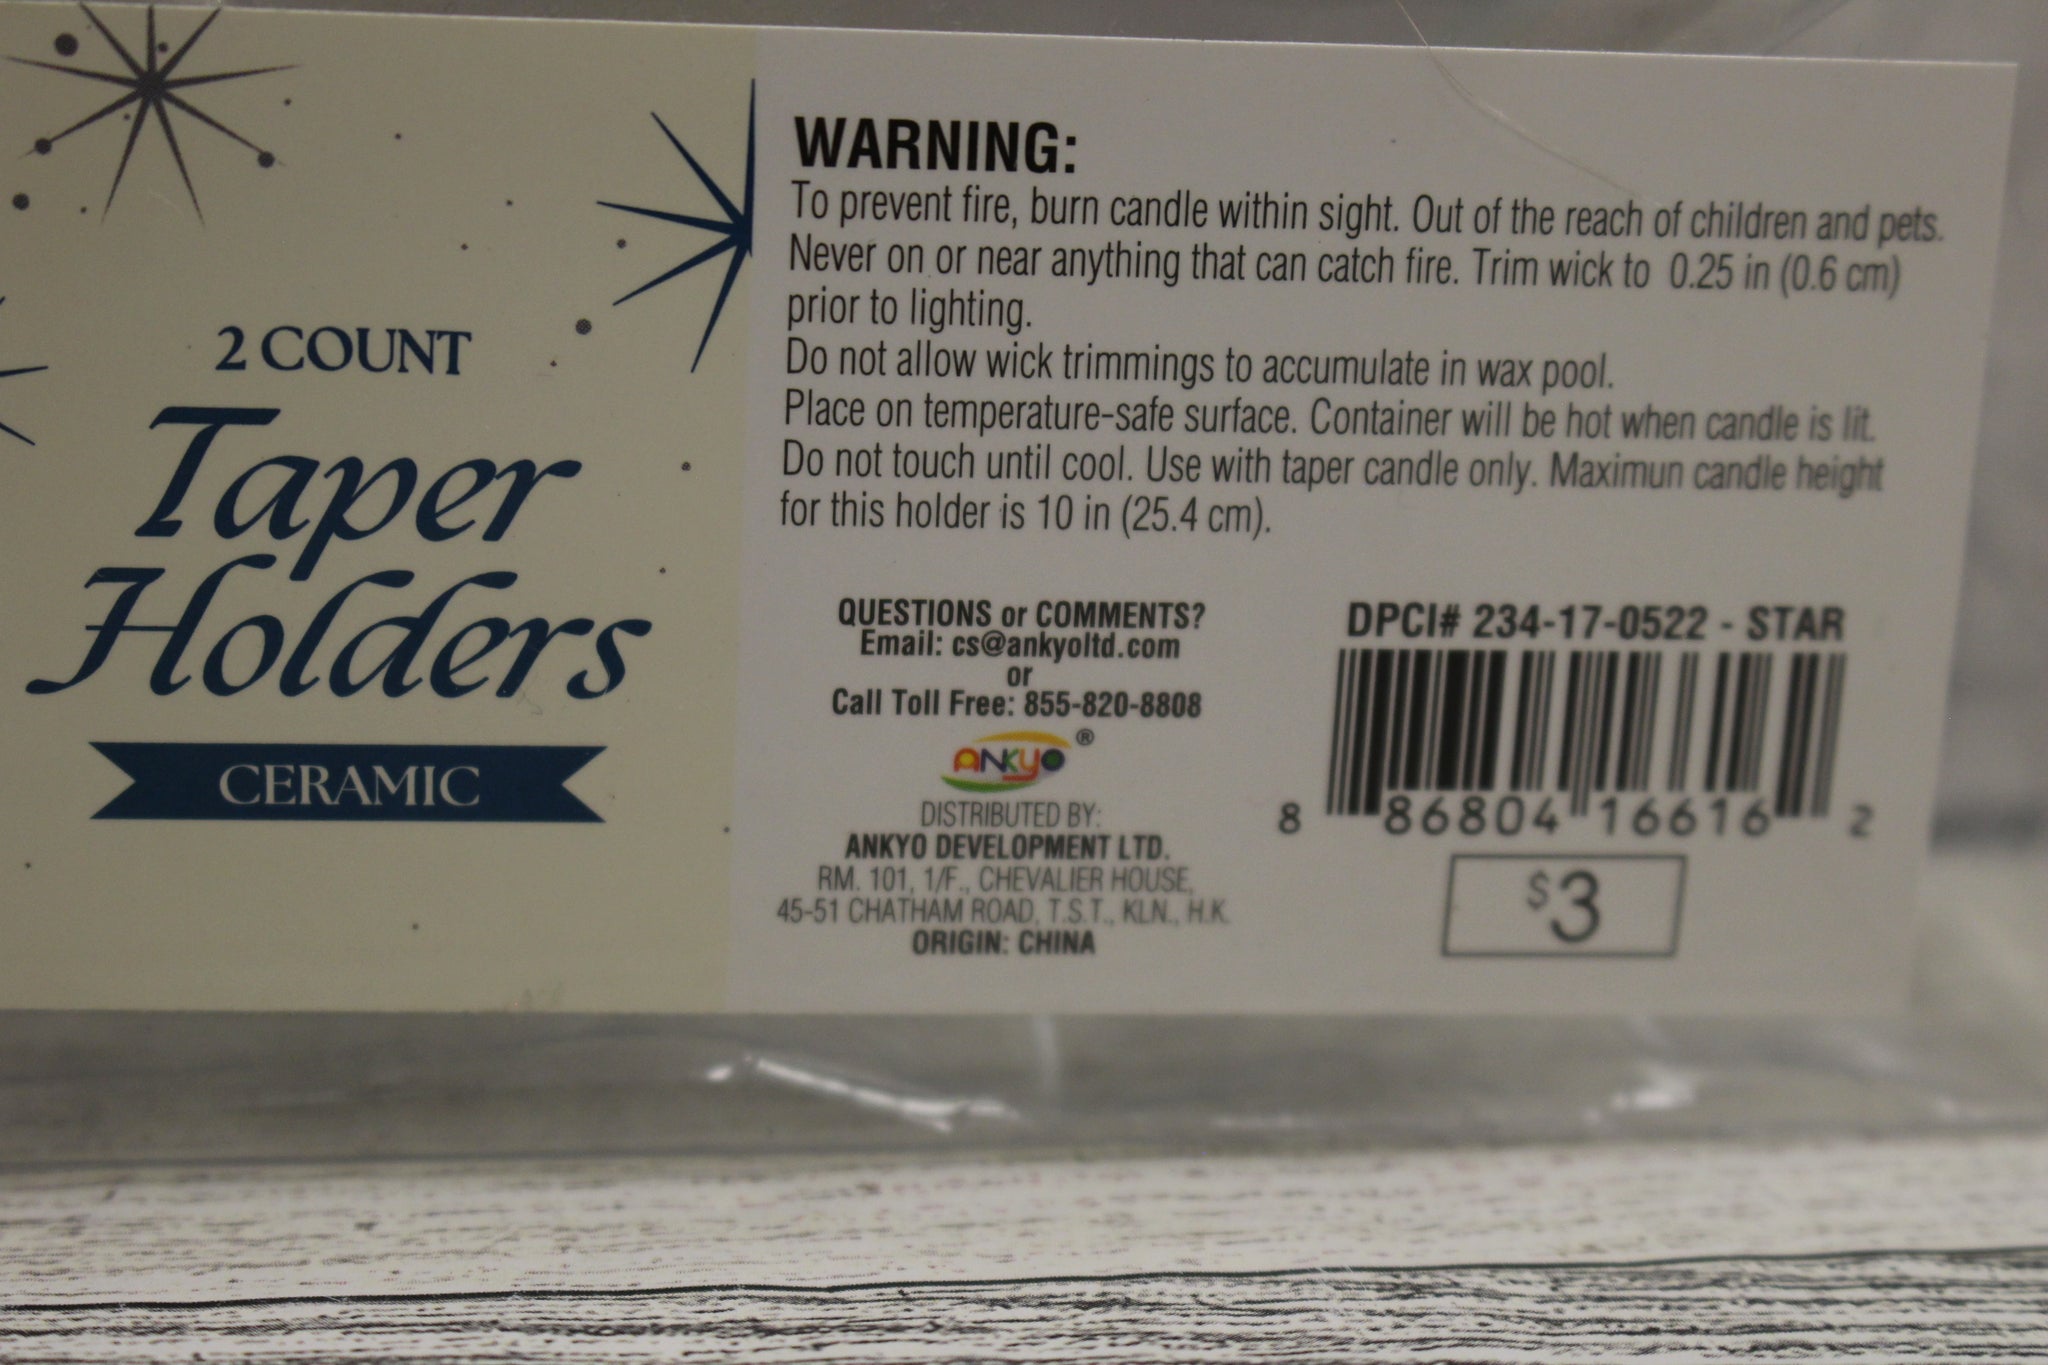 2 COUNT
Taper
Holders
CERAMIC
WARNING:
To prevent fire, burn candle within sight. Out of the reach of children and pets.
Never on or near anything that can catch fire. Trim wick to 0.25 in (0.6 cm)
prior to lighting.
Do not allow wick trimmings to accumulate in wax pool.
Place on temperature-safe surface. Container will be hot when candle is lit.
Do not touch until cool. Use with taper candle only. Maximun candle height
for this holder is 10 in (25.4 cm).
QUESTIONS or COMMENTS?
Email: cs@ankyoltd.com
or
Call Toll Free: 855-820-8808
ANKYO®
DISTRIBUTED BY:
ANKYO DEVELOPMENT LTD.
RM. 101, 1/F., CHEVALIER HOUSE,
45-51 CHATHAM ROAD, T.S.T., KLN., H.K.
ORIGIN: CHINA
DPCI# 234-17-0522 - STAR
8 86804 16616 2
$3